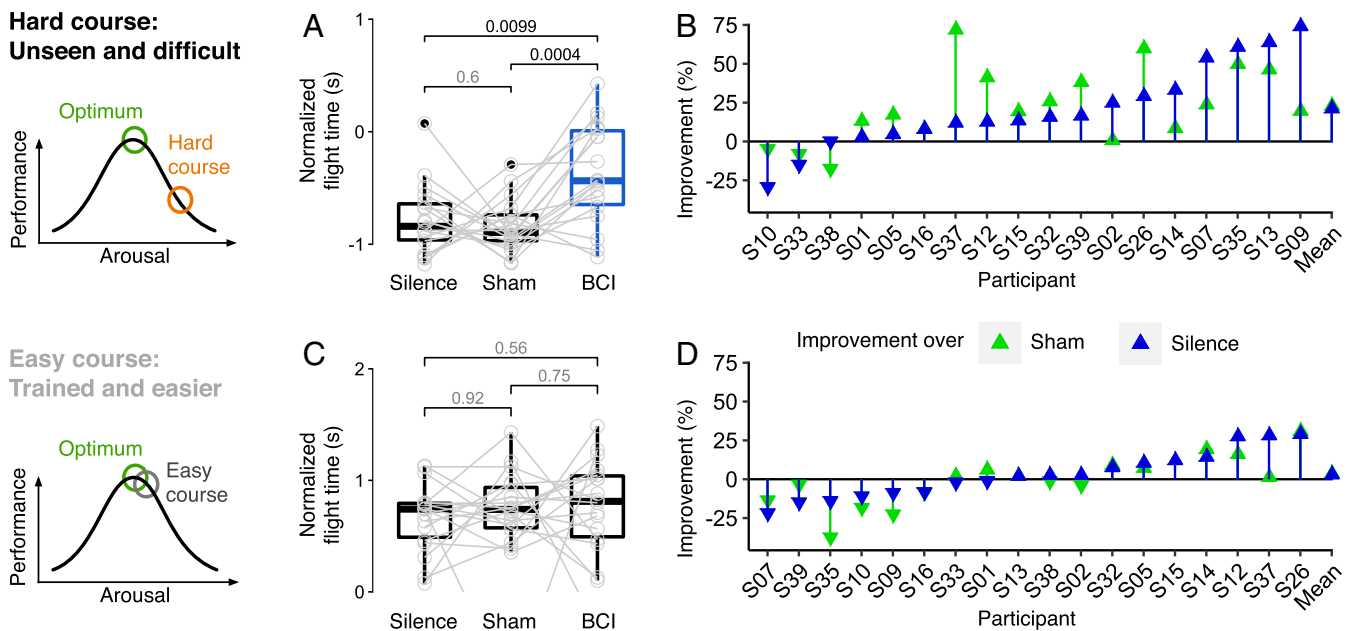 Hard course:
Unseen and difficult
Optimum
Hard
course
Performance
Arousal
A
Normalized
flight time (s)
1
0
-1
0.0099
0.0004
0.6
Silence
Sham
BCI
B
Improvement (%)
75
50
25
0
-25
S10
S33
S38
S01
S05
S16
S37
S12
S15
S32
S39
S02
S26
S14
S07
S35
S13
S09
Mean
Participant
Easy course:
Trained and easier
Optimum
Easy
course
Performance
Arousal
C
Normalized
flight time (s)
2
1
0
0.56
0.75
0.92
Silence
Sham
BCI
Improvement over
Sham
Silence
D
Improvement (%)
75
50
25
0
-25
S07
S39
S35
S10
S09
S16
S33
S01
S13
S38
S02
S32
S05
S15
S14
S12
S37
S26
Mean
Participant